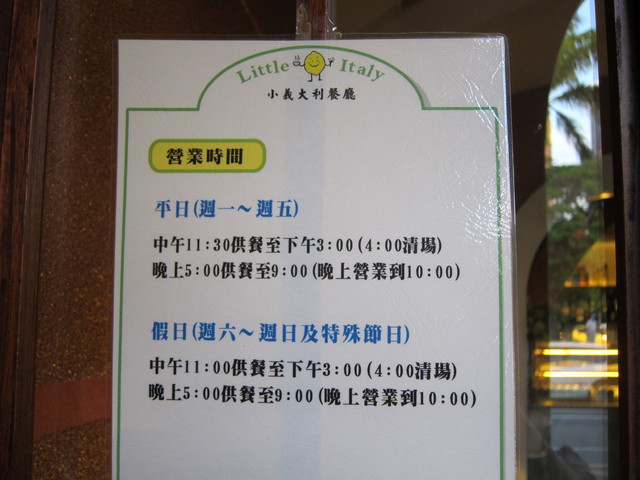 Little Italy
小義大利餐廳
營業時間
平日(週一～週五)
中午11:30供餐至下午3:00(4:00清場)
晚上5:00供餐至9:00(晚上營業到10:00)
假日(週六～週日及特殊節日)
中午11:00供餐至下午3:00(4:00清場)
晚上5:00供餐至9:00(晚上營業到10:00)